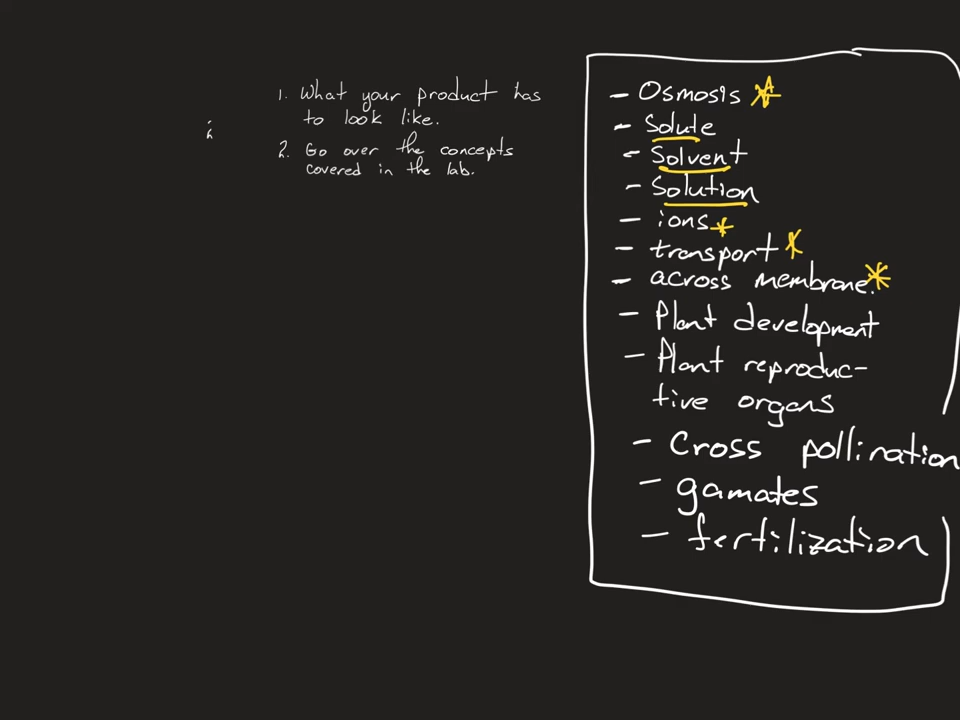 1. What your product has
to look like.
2. Go over the concepts
covered in the lab.
- Osmosis
- Solute
- Solvent
- Solution
- ions
- transport
- across membrane.
- Plant development
- Plant reproduc-
tive organs
- Cross pollination
- gamates
- fertilization